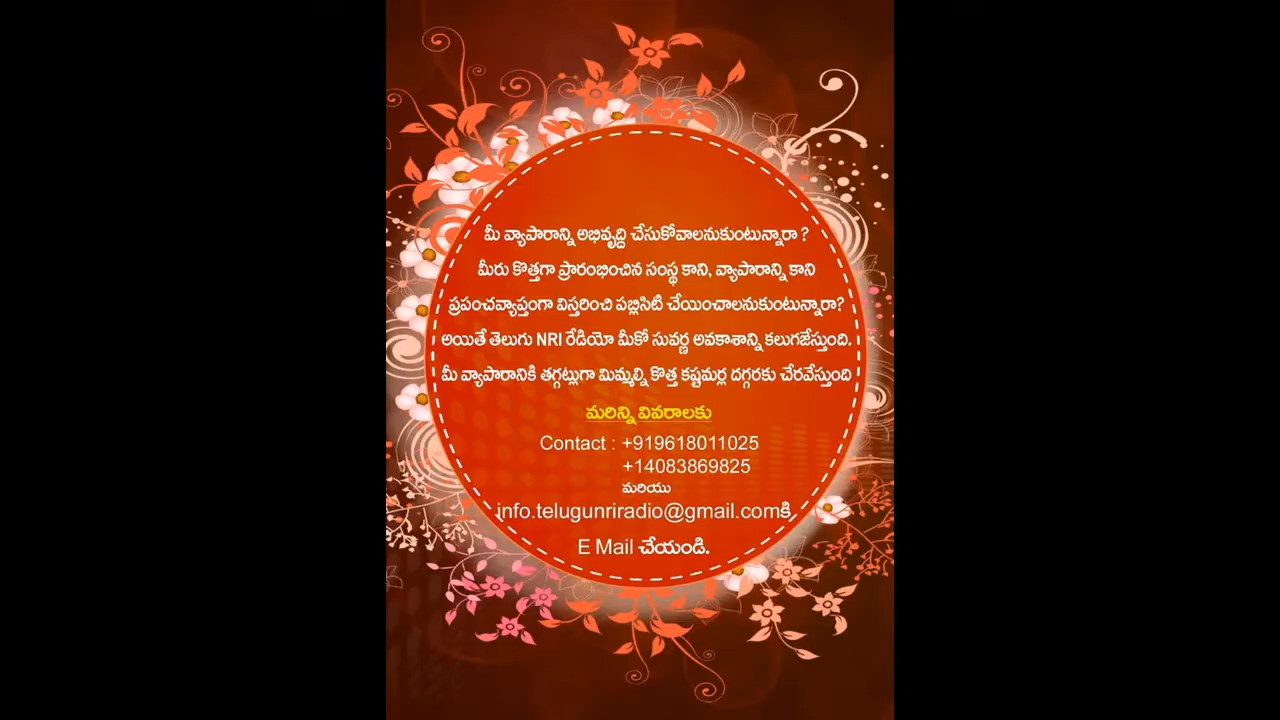 మీ వ్యాపారాన్ని అభివృద్ది చేసుకోవాలనుకుంటున్నారా ?
మీరు కొత్తగా ప్రారంభించిన సంస్థ కాని, వ్యాపారాన్ని కాని
ప్రపంచవ్యాప్తంగా విస్తరించి పబ్లిసిటి చేయించాలనుకుంటున్నారా?
అయితే తెలుగు NRI రేడియో మీకో సువర్ణ అవకాశాన్ని కలుగజేస్తుంది.
మీ వ్యాపారానికి తగ్గట్లుగా మిమ్మల్ని కొత్త కష్టమర్ల దగ్గరకు చేరవేస్తుంది
మరిన్ని వివరాలకు
Contact : +919618011025
+14083869825
మరియు
info.telugunriradio@gmail.comకి
E Mail చేయండి.